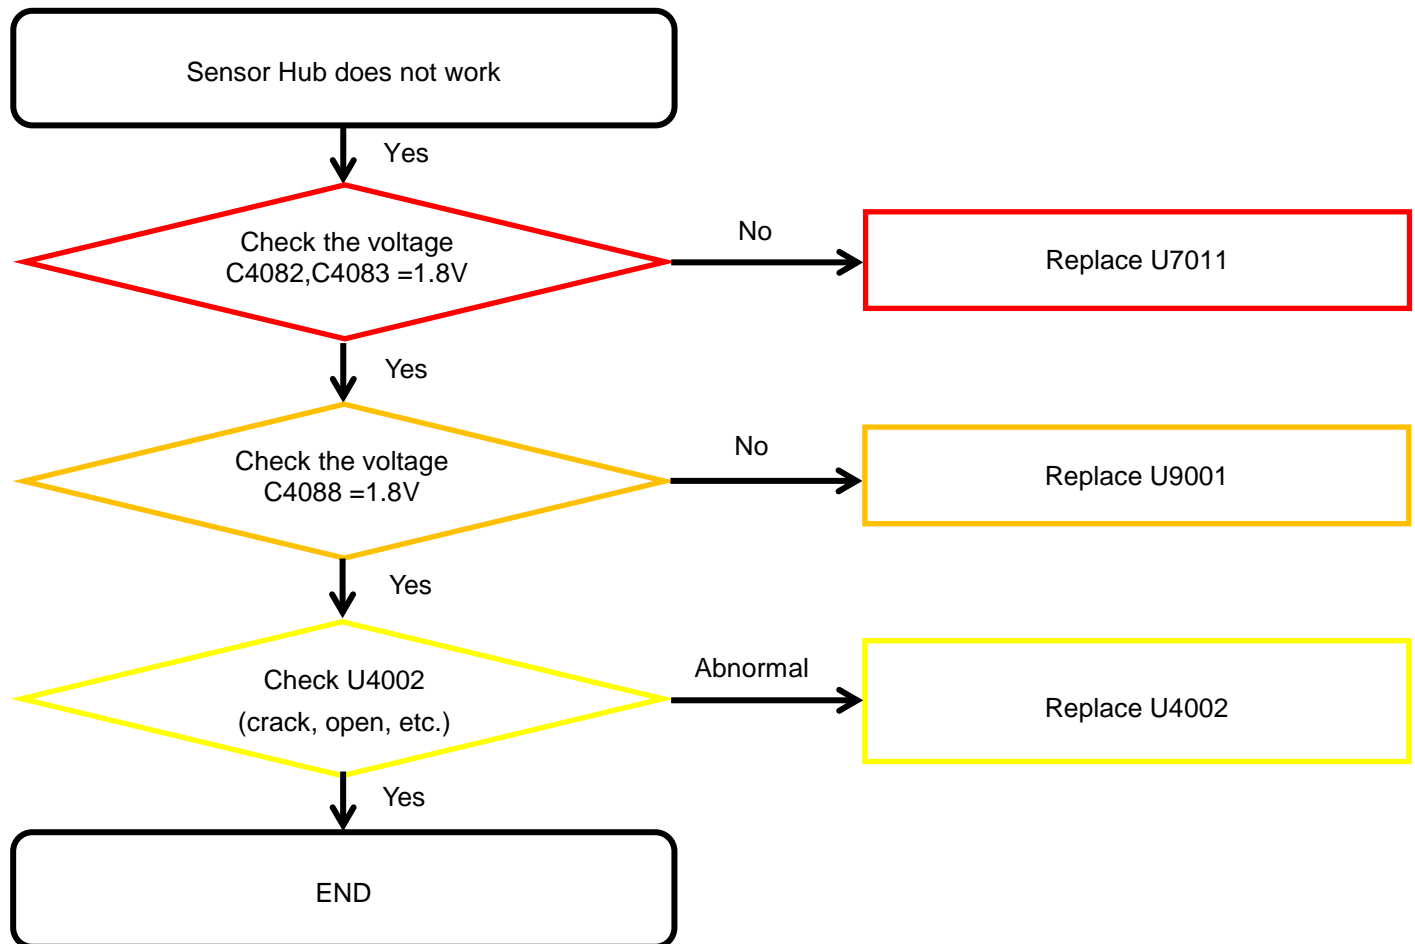 Sensor Hub does not work
Yes
Check the voltage
C4082,C4083 =1.8V
No
Replace U7011
Yes
Check the voltage
C4088 =1.8V
No
Replace U9001
Yes
Check U4002
(crack, open, etc.)
Abnormal
Replace U4002
Yes
END